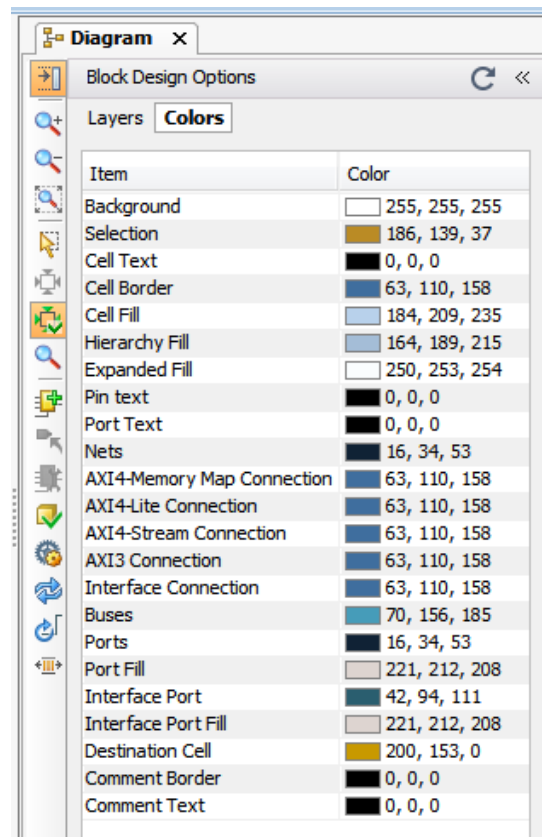 Diagram X
Block Design Options
Layers Colors
Item Color
Background 255, 255, 255
Selection 186, 139, 37
Cell Text 0, 0, 0
Cell Border 63, 110, 158
Cell Fill 184, 209, 235
Hierarchy Fill 164, 189, 215
Expanded Fill 250, 253, 254
Pin text 0, 0, 0
Port Text 0, 0, 0
Nets 16, 34, 53
AXI4-Memory Map Connection 63, 110, 158
AXI4-Lite Connection 63, 110, 158
AXI4-Stream Connection 63, 110, 158
AXI3 Connection 63, 110, 158
Interface Connection 63, 110, 158
Buses 70, 156, 185
Ports 16, 34, 53
Port Fill 221, 212, 208
Interface Port 42, 94, 111
Interface Port Fill 221, 212, 208
Destination Cell 200, 153, 0
Comment Border 0, 0, 0
Comment Text 0, 0, 0